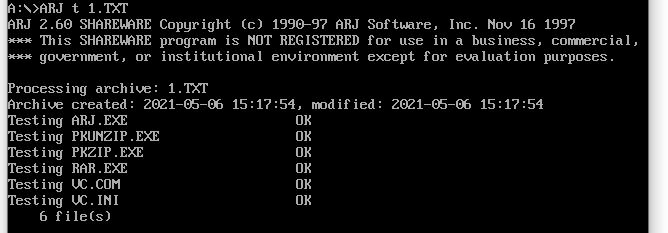 A:\>ARJ t 1.TXT
ARJ 2.60 SHAREWARE Copyright (c) 1990-97 ARJ Software, Inc. Nov 16 1997
*** This SHAREWARE program is NOT REGISTERED for use in a business, commercial,
*** government, or institutional environment except for evaluation purposes.

Processing archive: 1.TXT
Archive created: 2021-05-06 15:17:54, modified: 2021-05-06 15:17:54
Testing ARJ.EXE                    OK
Testing PKUNZIP.EXE                OK
Testing PKZIP.EXE                  OK
Testing RAR.EXE                    OK
Testing VC.COM                     OK
Testing VC.INI                     OK
    6 file(s)